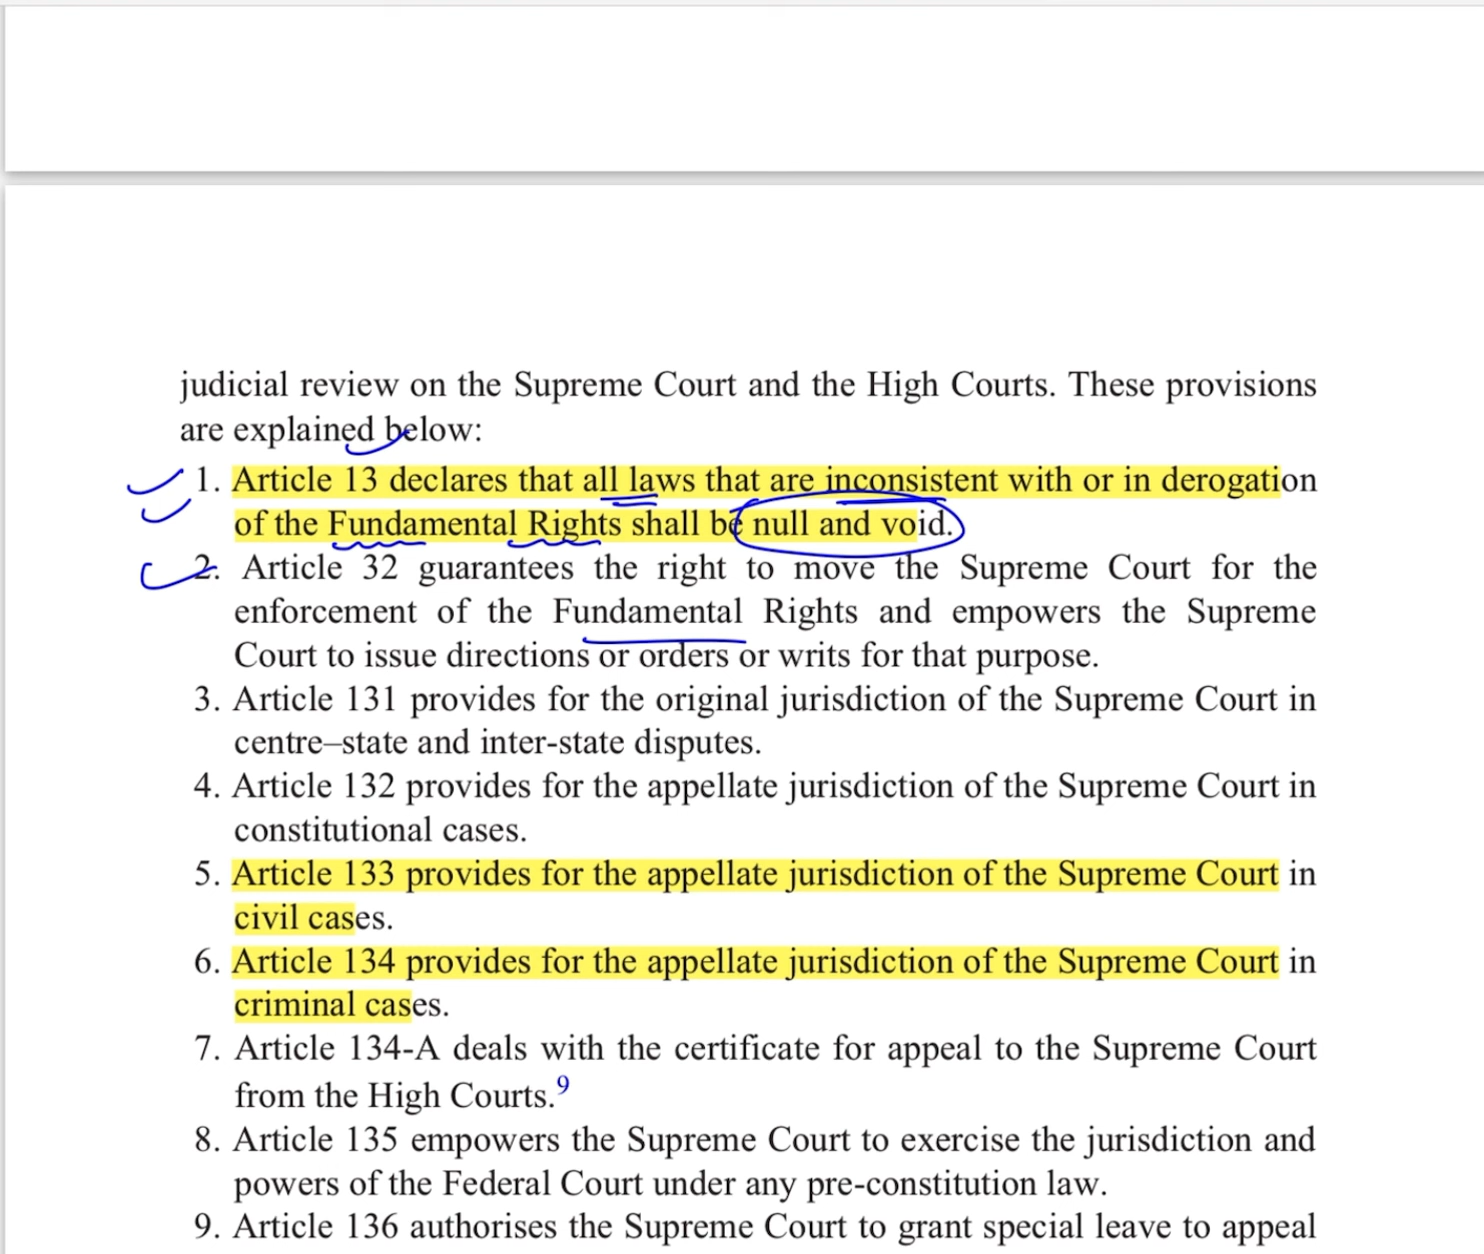 judicial review on the Supreme Court and the High Courts. These provisions
are explained below:
1. Article 13 declares that all laws that are inconsistent with or in derogation
of the Fundamental Rights shall be null and void.
2. Article 32 guarantees the right to move the Supreme Court for the
enforcement of the Fundamental Rights and empowers the Supreme
Court to issue directions or orders or writs for that purpose.
3. Article 131 provides for the original jurisdiction of the Supreme Court in
centre–state and inter-state disputes.
4. Article 132 provides for the appellate jurisdiction of the Supreme Court in
constitutional cases.
5. Article 133 provides for the appellate jurisdiction of the Supreme Court in
civil cases.
6. Article 134 provides for the appellate jurisdiction of the Supreme Court in
criminal cases.
7. Article 134-A deals with the certificate for appeal to the Supreme Court
from the High Courts.9
8. Article 135 empowers the Supreme Court to exercise the jurisdiction and
powers of the Federal Court under any pre-constitution law.
9. Article 136 authorises the Supreme Court to grant special leave to appeal